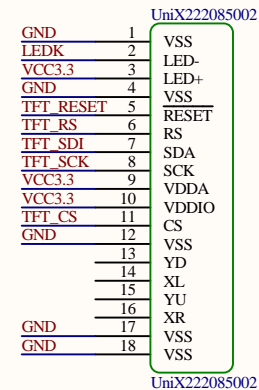 UniX222085002
GND 1 VSS
LEDK 2 LED-
VCC3.3 3 LED+
GND 4 VSS
TFT_RESET 5 RESET
TFT_RS 6 RS
TFT_SDI 7 SDA
TFT_SCK 8 SCK
VCC3.3 9 VDDA
VCC3.3 10 VDDIO
TFT_CS 11 CS
GND 12 VSS
13 YD
14 XL
15 YU
16 XR
GND 17 VSS
GND 18 VSS
UniX222085002